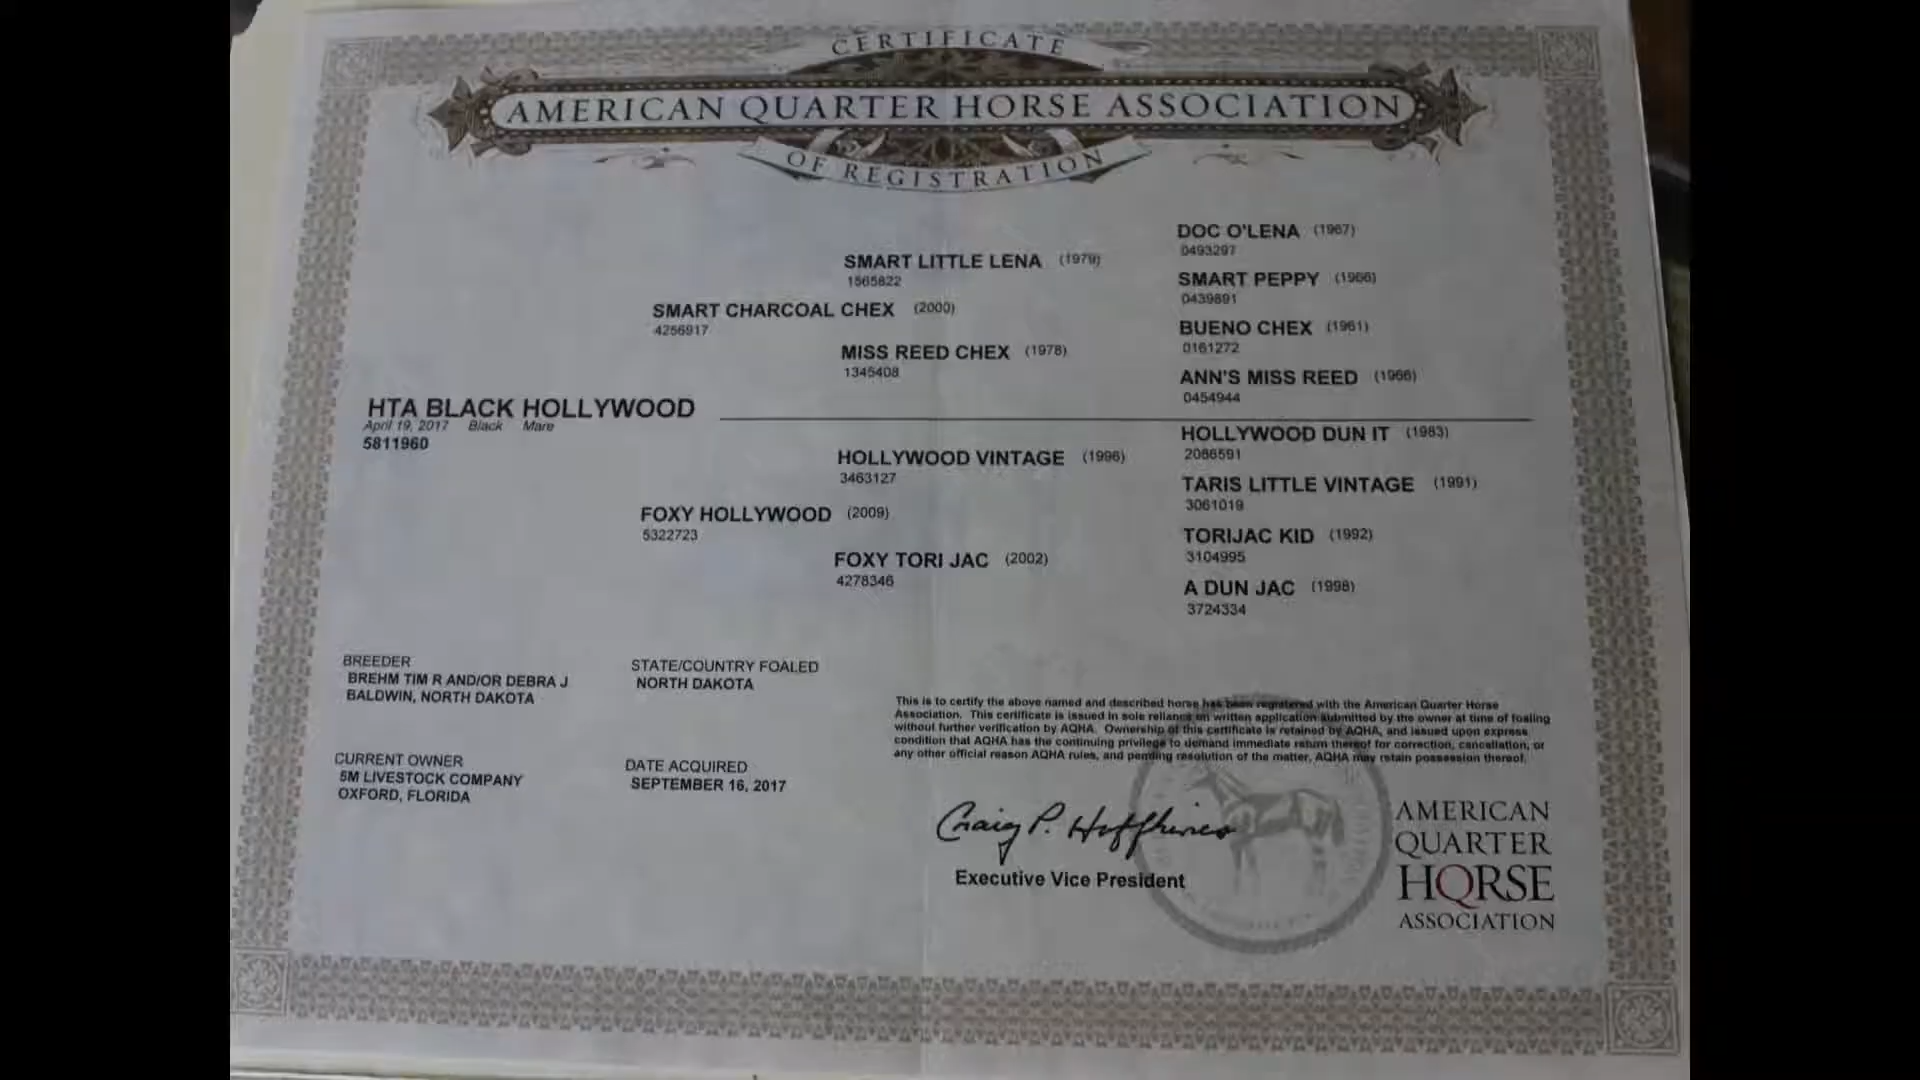 CERTIFICATE
AMERICAN QUARTER HORSE ASSOCIATION
OF REGISTRATION
DOC O'LENA (1967)
0493297
SMART LITTLE LENA (1979)
1565822
SMART PEPPY (1966)
0439891
SMART CHARCOAL CHEX (2000)
4256917
BUENO CHEX (1961)
0161272
MISS REED CHEX (1978)
1345408
ANN'S MISS REED (1966)
0454944
HTA BLACK HOLLYWOOD
April 19, 2017 Black Mare
5811960
HOLLYWOOD DUN IT (1983)
2086591
HOLLYWOOD VINTAGE (1996)
3463127
TARIS LITTLE VINTAGE (1991)
3061019
FOXY HOLLYWOOD (2009)
5322723
TORIJAC KID (1992)
3104995
FOXY TORI JAC (2002)
4278346
A DUN JAC (1998)
3724334
BREEDER
BREHM TIM R AND/OR DEBRA J
BALDWIN, NORTH DAKOTA
STATE/COUNTRY FOALED
NORTH DAKOTA
CURRENT OWNER
5M LIVESTOCK COMPANY
OXFORD, FLORIDA
DATE ACQUIRED
SEPTEMBER 16, 2017
This is to certify the above named and described horse has been registered with the American Quarter Horse
Association. This certificate is issued in sole reliance on written application submitted by the owner at time of foaling
without further verification by AQHA. Ownership of this certificate is retained by AQHA, and issued upon express
condition that AQHA has the continuing privilege to demand immediate return thereof for correction, cancellation, or
any other official reason AQHA rules, and pending resolution of the matter, AQHA may retain possession thereof.
Craig P. Huffhines
Executive Vice President
AMERICAN
QUARTER
HORSE
ASSOCIATION